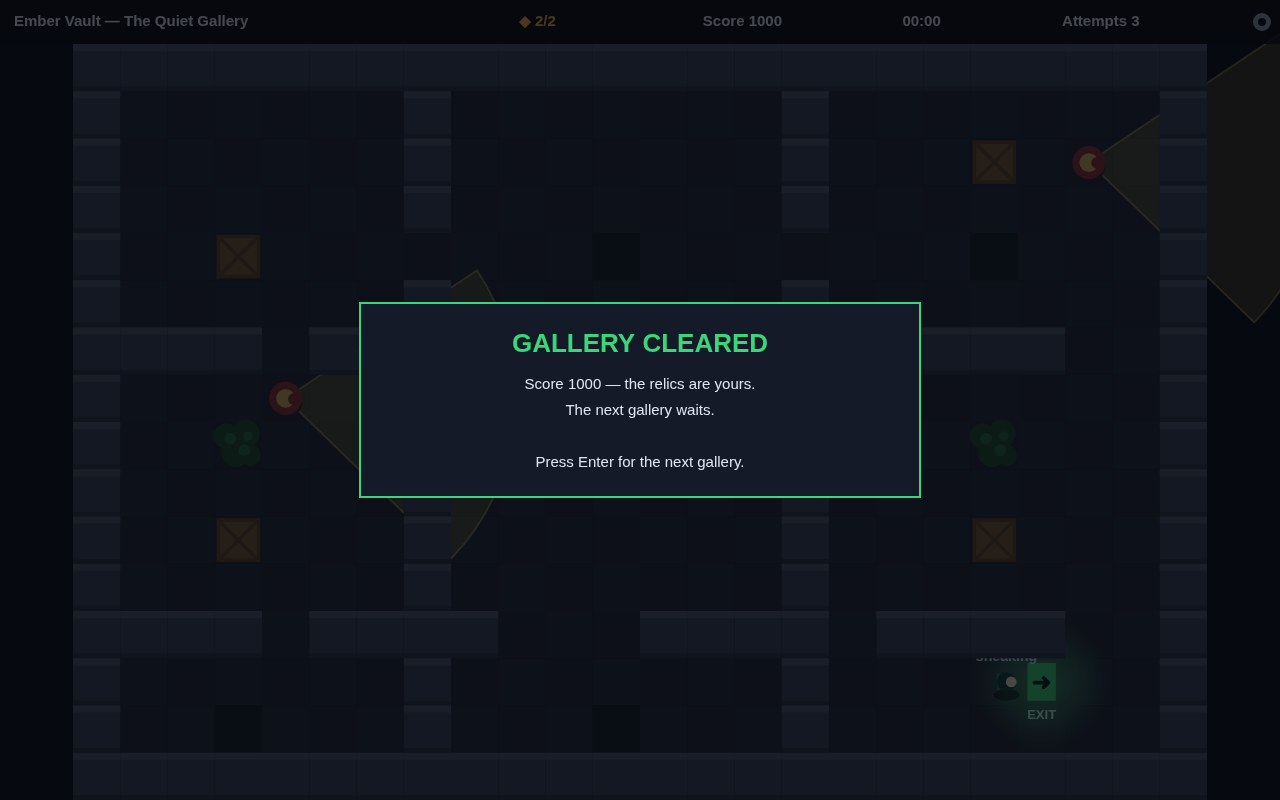 Ember Vault — The Quiet Gallery
◆ 2/2
Score 1000
00:00
Attempts 3
GALLERY CLEARED
Score 1000 — the relics are yours.
The next gallery waits.
Press Enter for the next gallery.
sneaking
EXIT